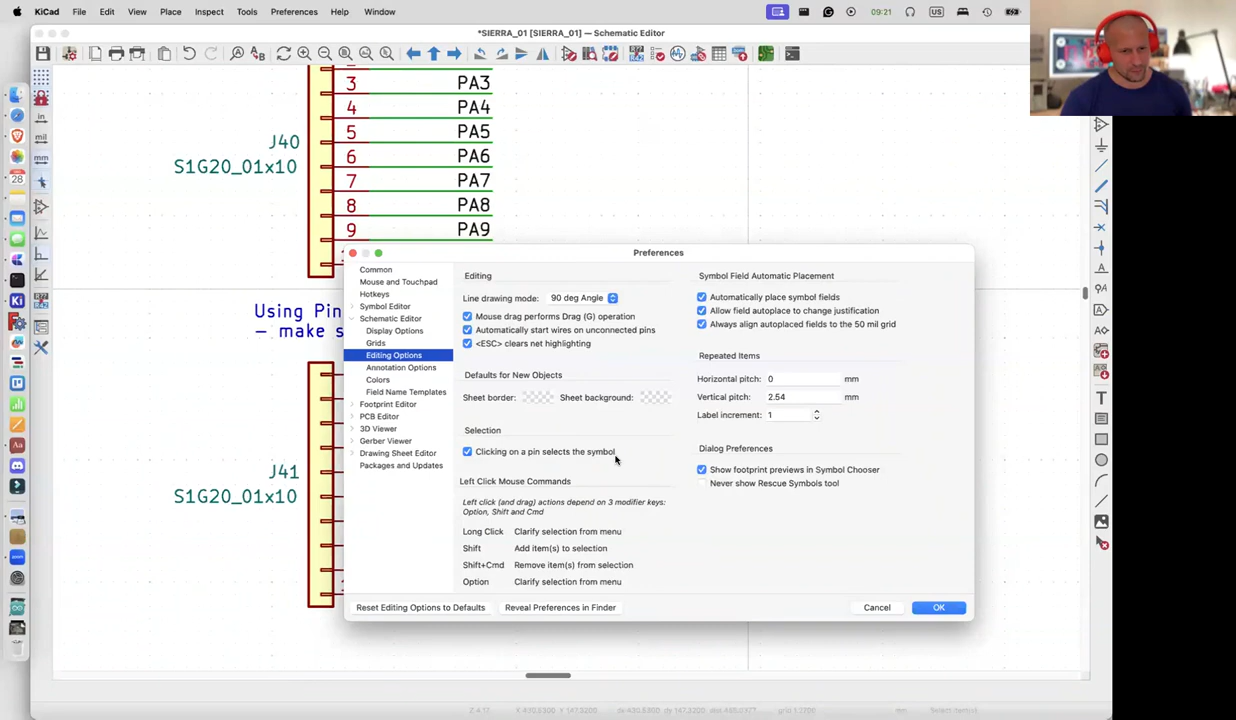 KiCad File Edit View Place Inspect Tools Preferences Help Window 09:21 US
*SIERRA_01 [SIERRA_01] — Schematic Editor
in
mil
mm
3 PA3
4 PA4
5 PA5
6 PA6
7 PA7
8 PA8
9 PA9
J40
S1G20_01x10
Using Pin
— make s
J41
S1G20_01x10
Preferences
Common
Mouse and Touchpad
Hotkeys
Symbol Editor
Schematic Editor
Display Options
Grids
Editing Options
Annotation Options
Colors
Field Name Templates
Footprint Editor
PCB Editor
3D Viewer
Gerber Viewer
Drawing Sheet Editor
Packages and Updates
Editing
Line drawing mode: 90 deg Angle
Mouse drag performs Drag (G) operation
Automatically start wires on unconnected pins
<ESC> clears net highlighting
Defaults for New Objects
Sheet border: Sheet background:
Selection
Clicking on a pin selects the symbol
Left Click Mouse Commands
Left click (and drag) actions depend on 3 modifier keys:
Option, Shift and Cmd
Long Click Clarify selection from menu
Shift Add item(s) to selection
Shift+Cmd Remove item(s) from selection
Option Clarify selection from menu
Symbol Field Automatic Placement
Automatically place symbol fields
Allow field autoplace to change justification
Always align autoplaced fields to the 50 mil grid
Repeated Items
Horizontal pitch: 0 mm
Vertical pitch: 2.54 mm
Label increment: 1
Dialog Preferences
Show footprint previews in Symbol Chooser
Never show Rescue Symbols tool
Reset Editing Options to Defaults Reveal Preferences in Finder Cancel OK